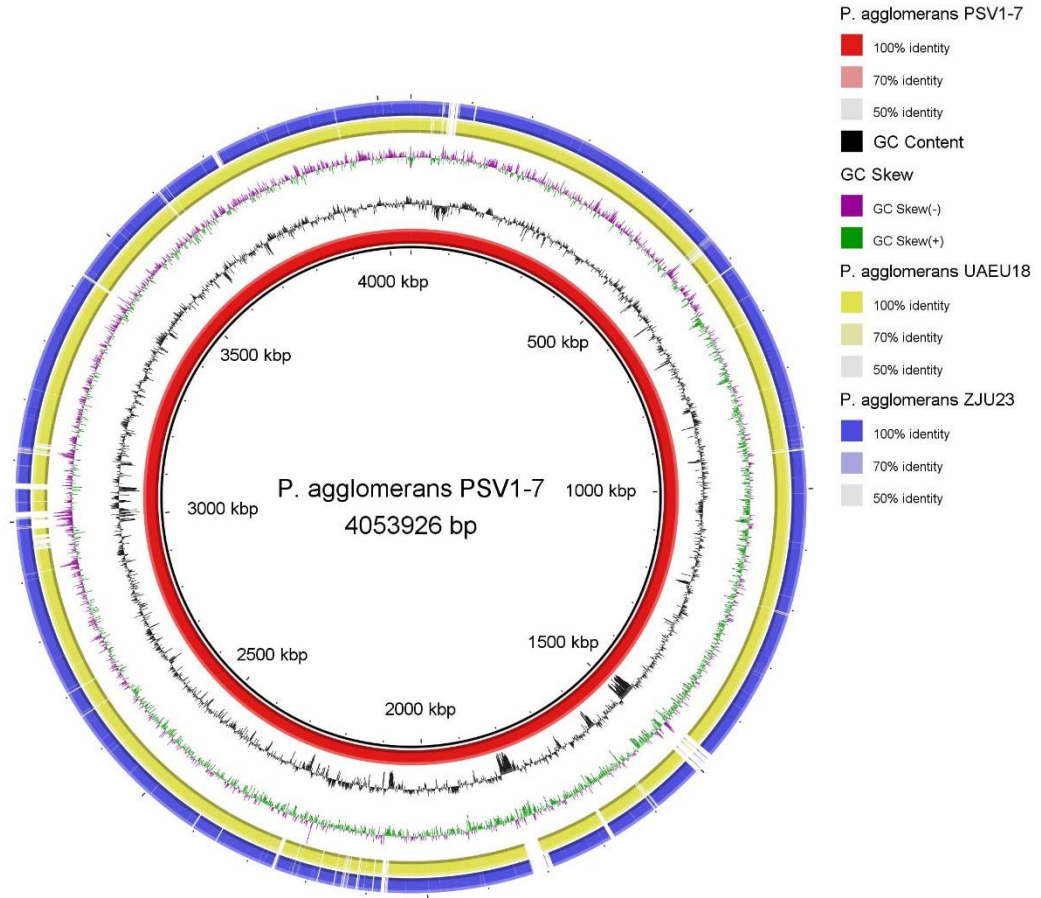 P. agglomerans PSV1-7
100% identity
70% identity
50% identity
GC Content
GC Skew
GC Skew(-)
GC Skew(+)
P. agglomerans UAEU18
100% identity
70% identity
50% identity
P. agglomerans ZJU23
100% identity
70% identity
50% identity
4000 kbp
500 kbp
3500 kbp
1000 kbp
3000 kbp
P. agglomerans PSV1-7
4053926 bp
1500 kbp
2500 kbp
2000 kbp